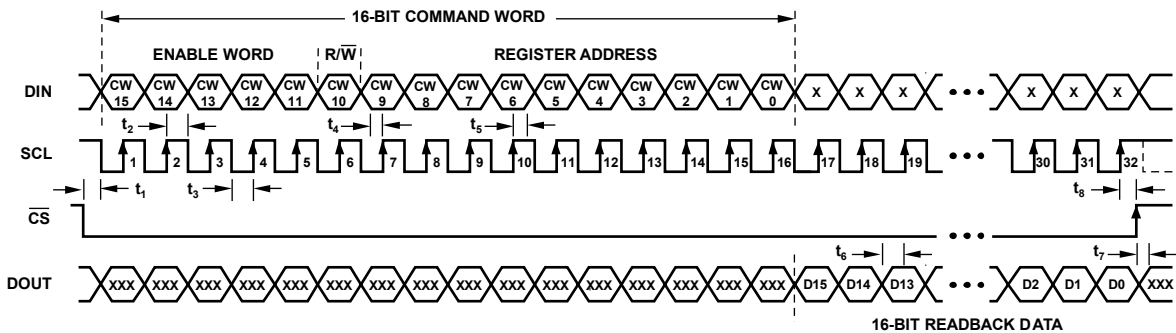 16-BIT COMMAND WORD
ENABLE WORD R/W̅ REGISTER ADDRESS
DIN CW 15 CW 14 CW 13 CW 12 CW 11 CW 10 CW 9 CW 8 CW 7 CW 6 CW 5 CW 4 CW 3 CW 2 CW 1 CW 0 X X X X X X
t2 t4 t5
SCL 1 2 3 4 5 6 7 8 9 10 11 12 13 14 15 16 17 18 19 30 31 32
t1 t3 t8
C̅S̅
t6 t7
DOUT XXX XXX XXX XXX XXX XXX XXX XXX XXX XXX XXX XXX XXX XXX XXX XXX D15 D14 D13 D2 D1 D0 XXX
16-BIT READBACK DATA